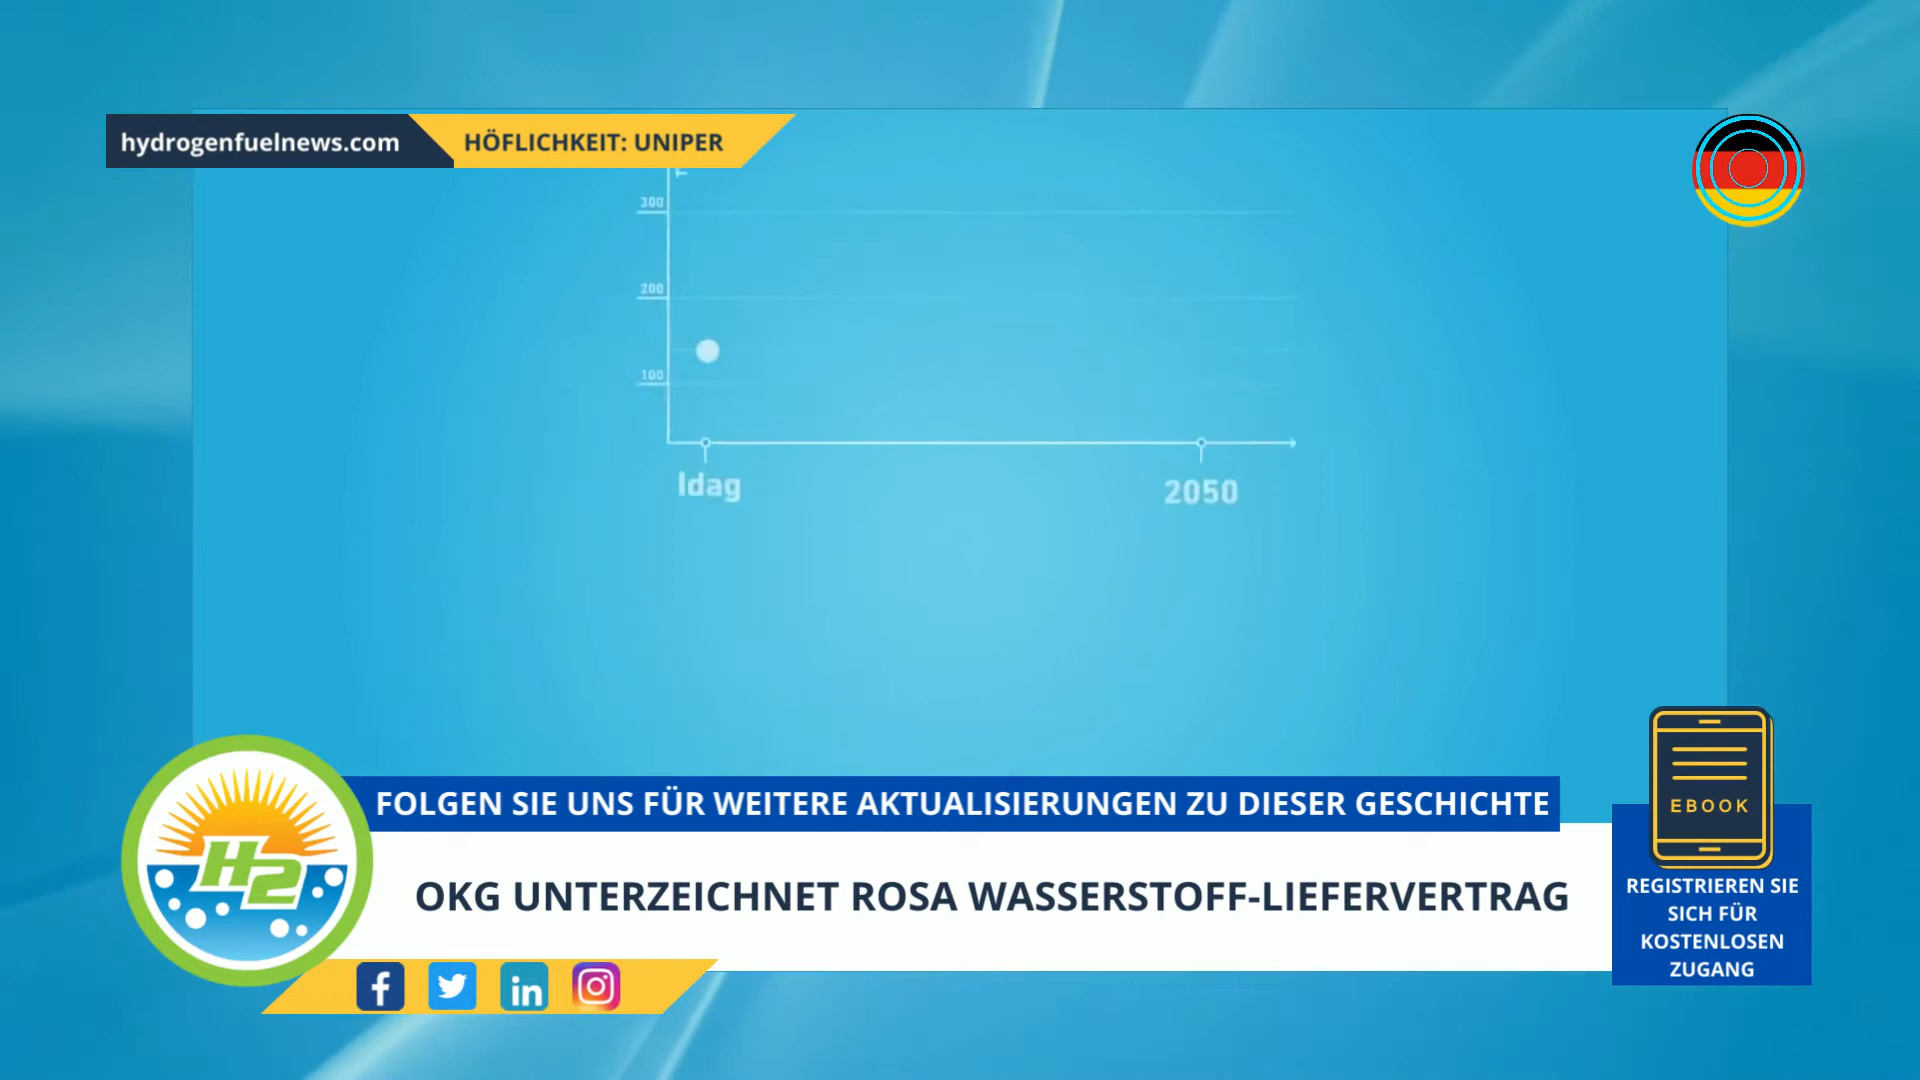 hydrogenfuelnews.com
HÖFLICHKEIT: UNIPER
300
200
100
Idag
2050
FOLGEN SIE UNS FÜR WEITERE AKTUALISIERUNGEN ZU DIESER GESCHICHTE
OKG UNTERZEICHNET ROSA WASSERSTOFF-LIEFERVERTRAG
H2
EBOOK
REGISTRIEREN SIE
SICH FÜR
KOSTENLOSEN
ZUGANG
f
in